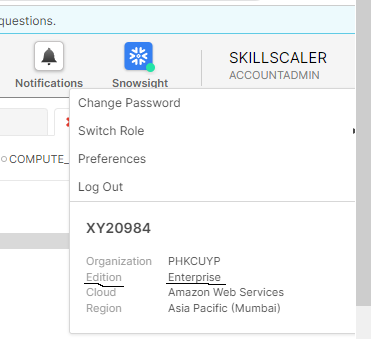 questions.
Notifications
Snowsight
SKILLSCALER
ACCOUNTADMIN
Change Password
COMPUTE_
Switch Role
Preferences
Log Out
XY20984
Organization PHKCUYP
Edition Enterprise
Cloud Amazon Web Services
Region Asia Pacific (Mumbai)